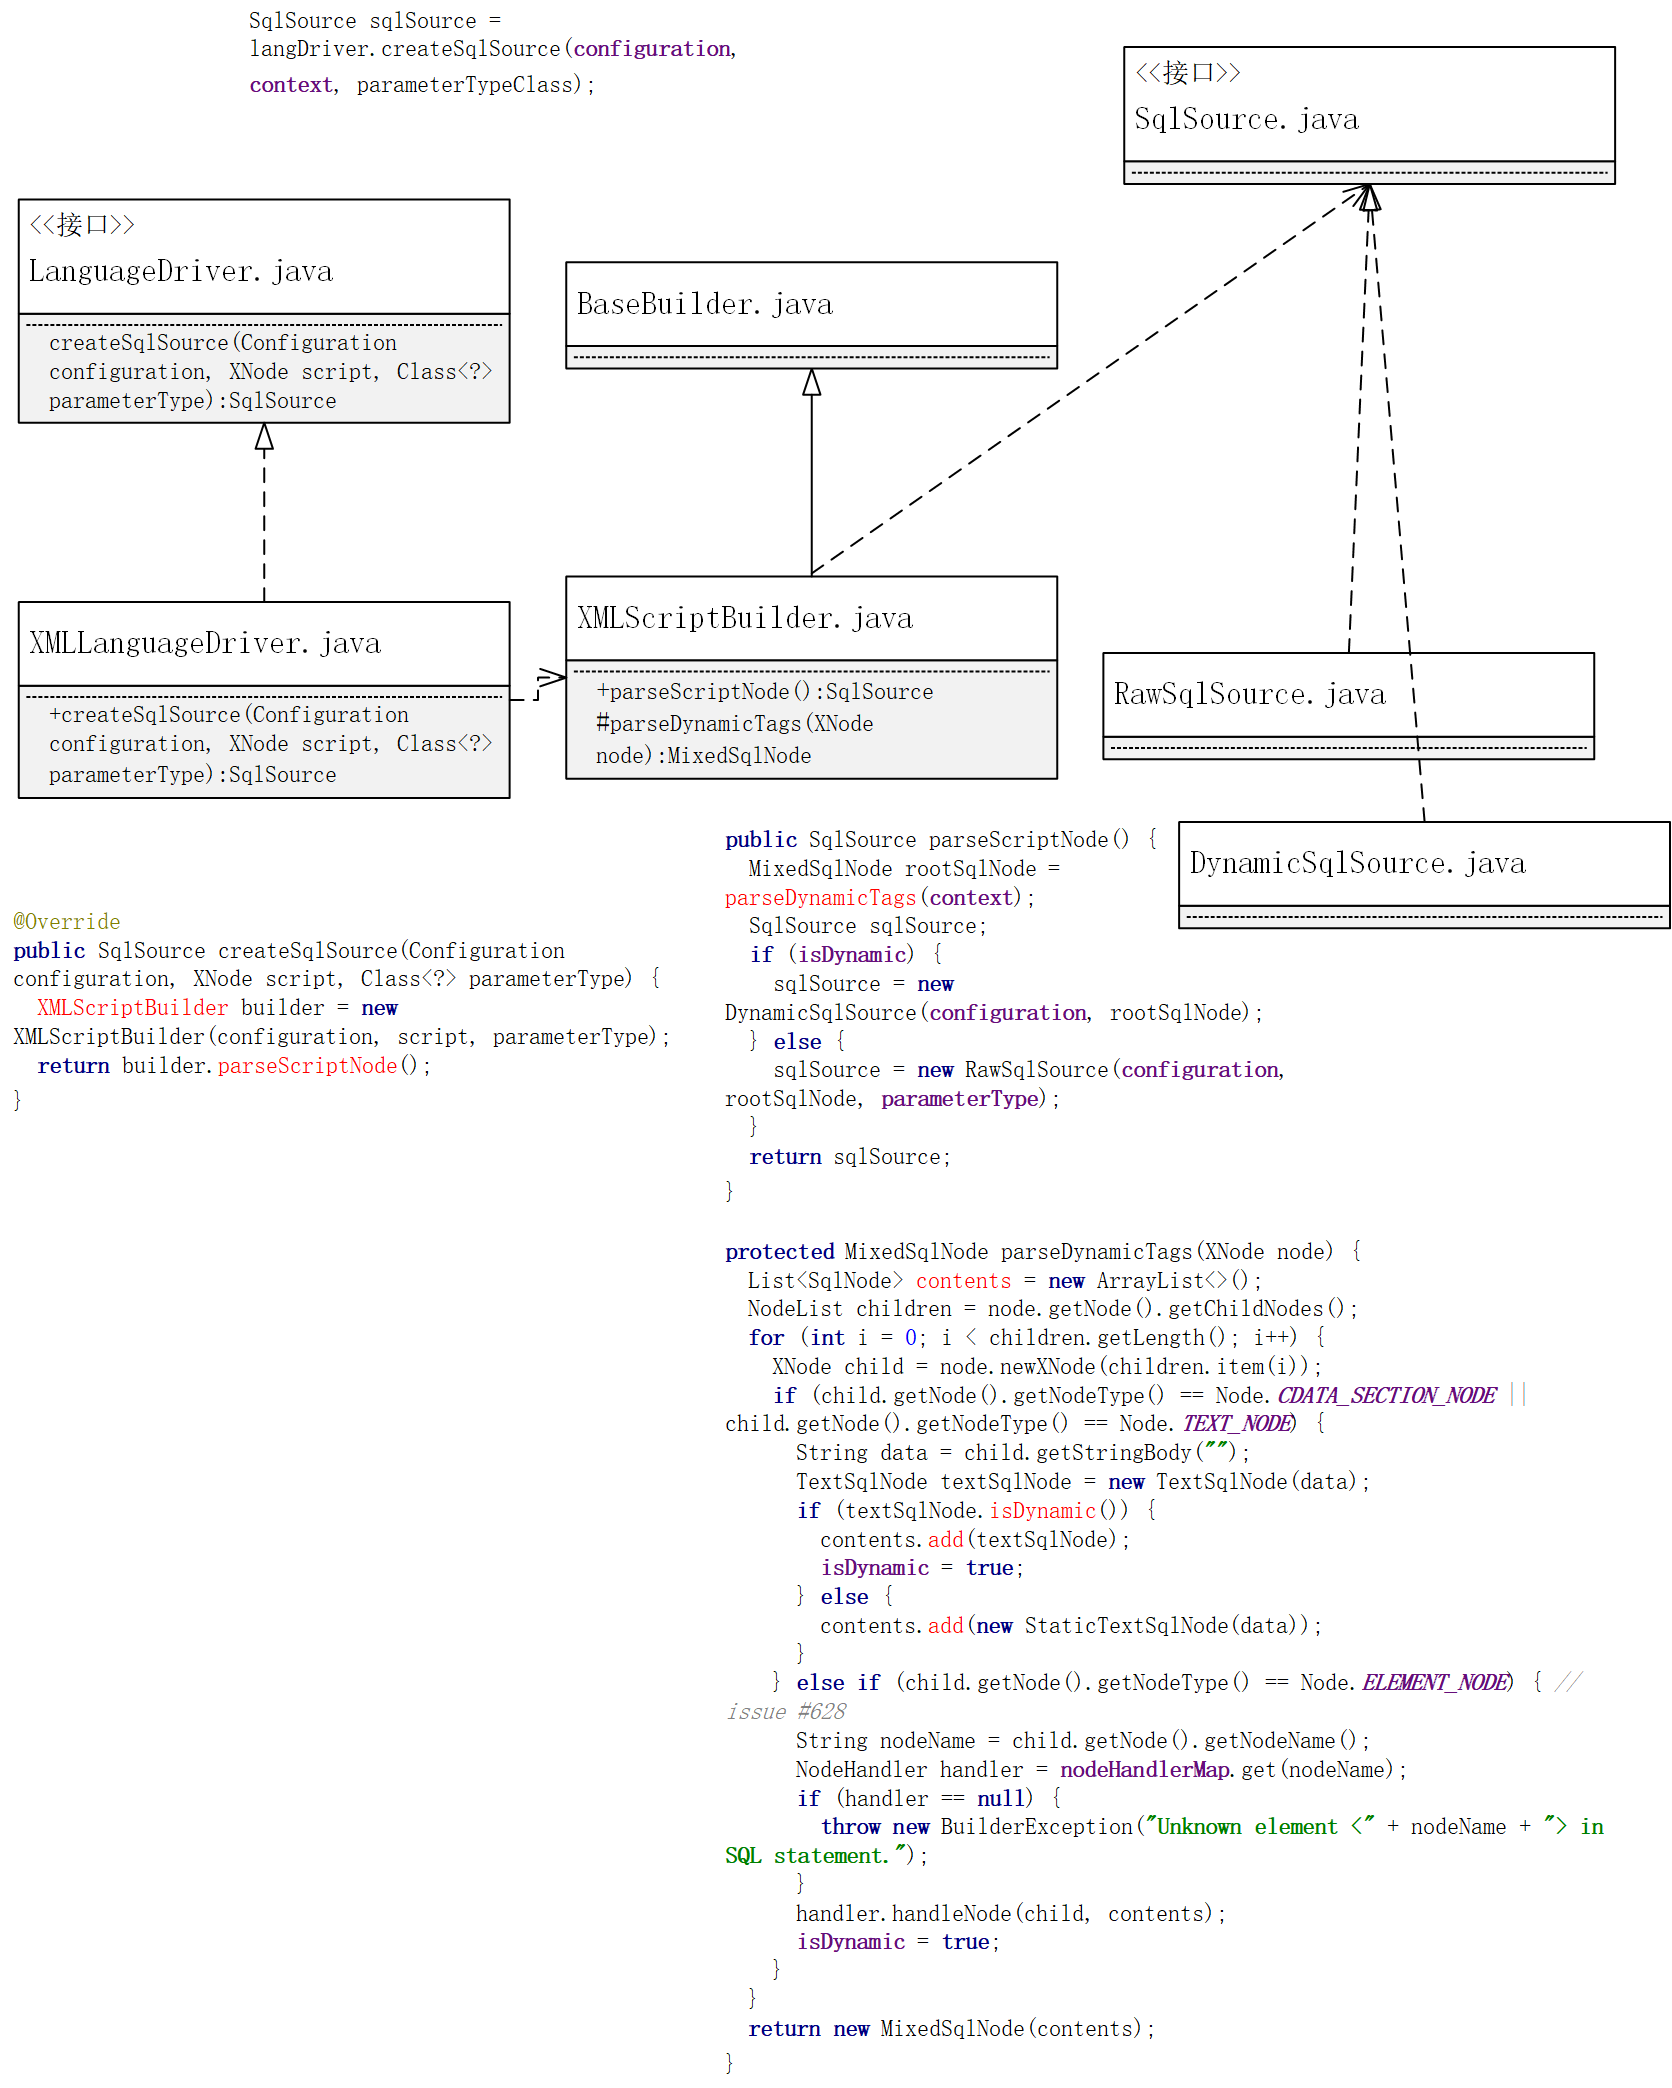 SqlSource sqlSource =
langDriver.createSqlSource(configuration,
context, parameterTypeClass);
<<接口>>
SqlSource.java
<<接口>>
LanguageDriver.java
createSqlSource(Configuration
configuration, XNode script, Class<?>
parameterType):SqlSource
BaseBuilder.java
XMLLanguageDriver.java
+createSqlSource(Configuration
configuration, XNode script, Class<?>
parameterType):SqlSource
XMLScriptBuilder.java
+parseScriptNode():SqlSource
#parseDynamicTags(XNode
node):MixedSqlNode
RawSqlSource.java
DynamicSqlSource.java
@Override
public SqlSource createSqlSource(Configuration
configuration, XNode script, Class<?> parameterType) {
  XMLScriptBuilder builder = new
XMLScriptBuilder(configuration, script, parameterType);
  return builder.parseScriptNode();
}
public SqlSource parseScriptNode() {
  MixedSqlNode rootSqlNode =
parseDynamicTags(context);
  SqlSource sqlSource;
  if (isDynamic) {
    sqlSource = new
DynamicSqlSource(configuration, rootSqlNode);
  } else {
    sqlSource = new RawSqlSource(configuration,
rootSqlNode, parameterType);
  }
  return sqlSource;
}
protected MixedSqlNode parseDynamicTags(XNode node) {
  List<SqlNode> contents = new ArrayList<>();
  NodeList children = node.getNode().getChildNodes();
  for (int i = 0; i < children.getLength(); i++) {
    XNode child = node.newXNode(children.item(i));
    if (child.getNode().getNodeType() == Node.CDATA_SECTION_NODE ||
child.getNode().getNodeType() == Node.TEXT_NODE) {
      String data = child.getStringBody("");
      TextSqlNode textSqlNode = new TextSqlNode(data);
      if (textSqlNode.isDynamic()) {
        contents.add(textSqlNode);
        isDynamic = true;
      } else {
        contents.add(new StaticTextSqlNode(data));
      }
    } else if (child.getNode().getNodeType() == Node.ELEMENT_NODE) { //
issue #628
      String nodeName = child.getNode().getNodeName();
      NodeHandler handler = nodeHandlerMap.get(nodeName);
      if (handler == null) {
        throw new BuilderException("Unknown element <" + nodeName + "> in
SQL statement.");
      }
      handler.handleNode(child, contents);
      isDynamic = true;
    }
  }
  return new MixedSqlNode(contents);
}